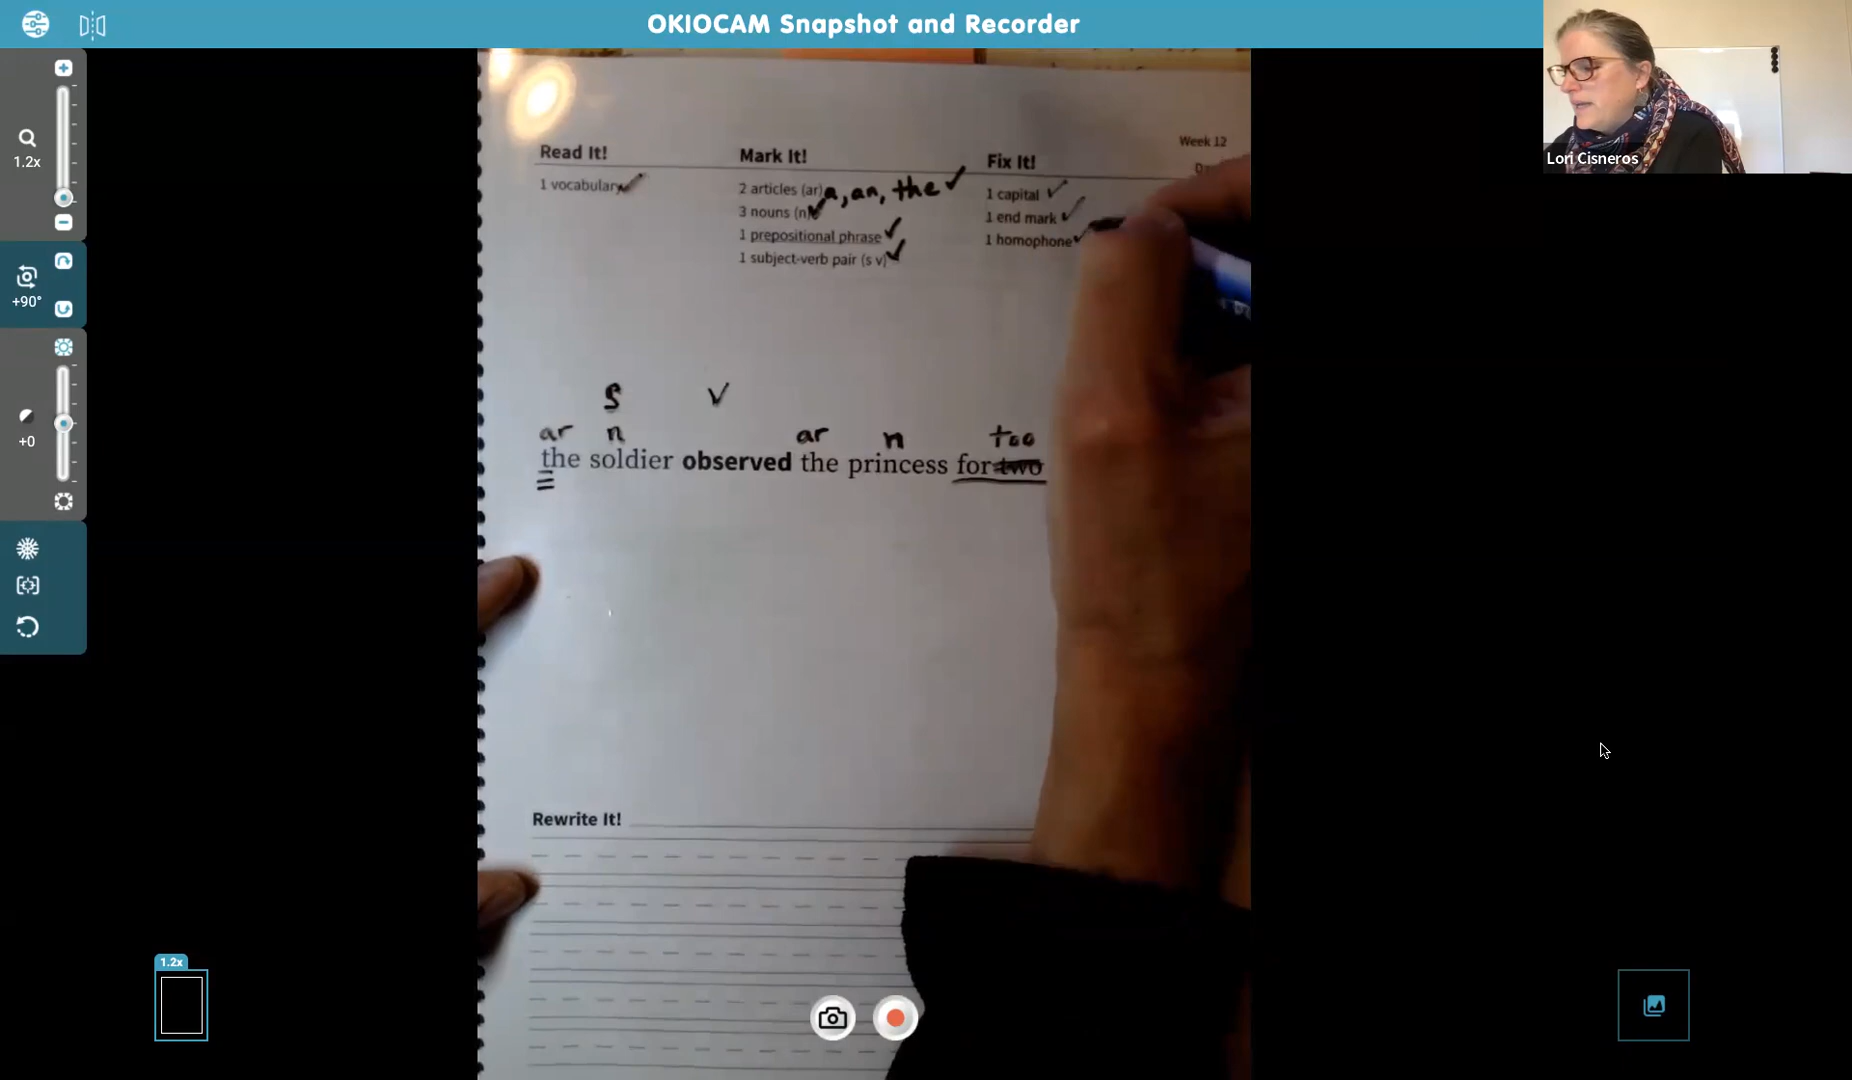 OKIOCAM Snapshot and Recorder
Lori Cisneros
1.2x
+90°
+0
1.2x
Week 12
Read It! Mark It! Fix It!
1 vocabulary 2 articles (ar) a, an, the 1 capital
3 nouns (n) 1 end mark
1 prepositional phrase 1 homophone
1 subject-verb pair (s v)
s v
ar n ar n too
the soldier observed the princess for two
Rewrite It!